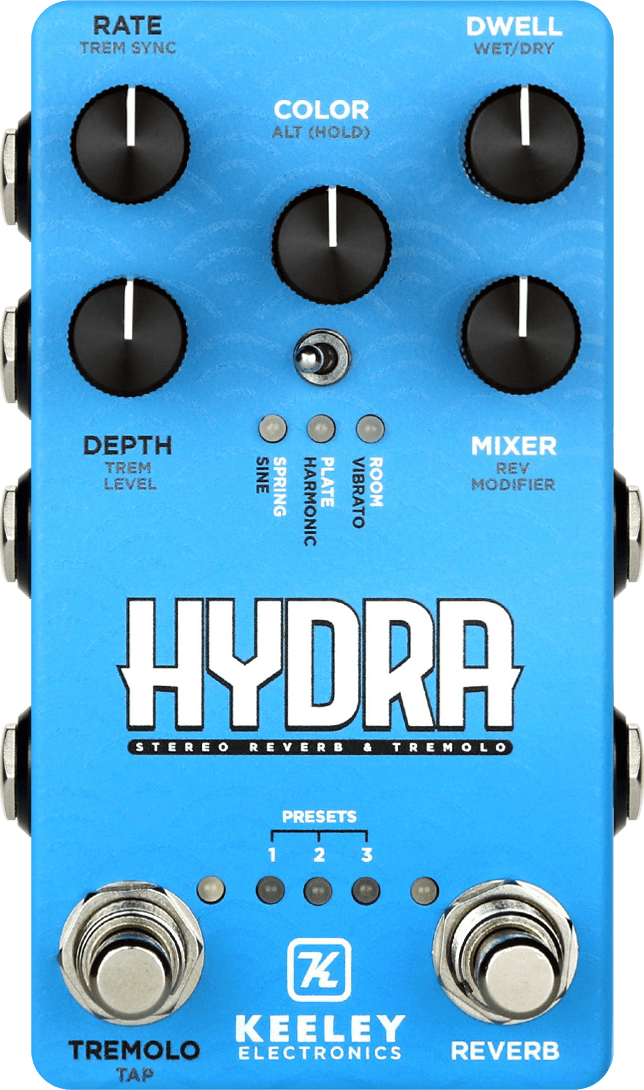 RATE
TREM SYNC
DWELL
WET/DRY
COLOR
ALT (HOLD)
DEPTH
TREM
LEVEL
MIXER
REV
MODIFIER
SPRING
SINE
PLATE
HARMONIC
ROOM
VIBRATO
HYDRA
STEREO REVERB & TREMOLO
PRESETS
1 2 3
K
KEELEY
ELECTRONICS
TREMOLO
TAP
REVERB